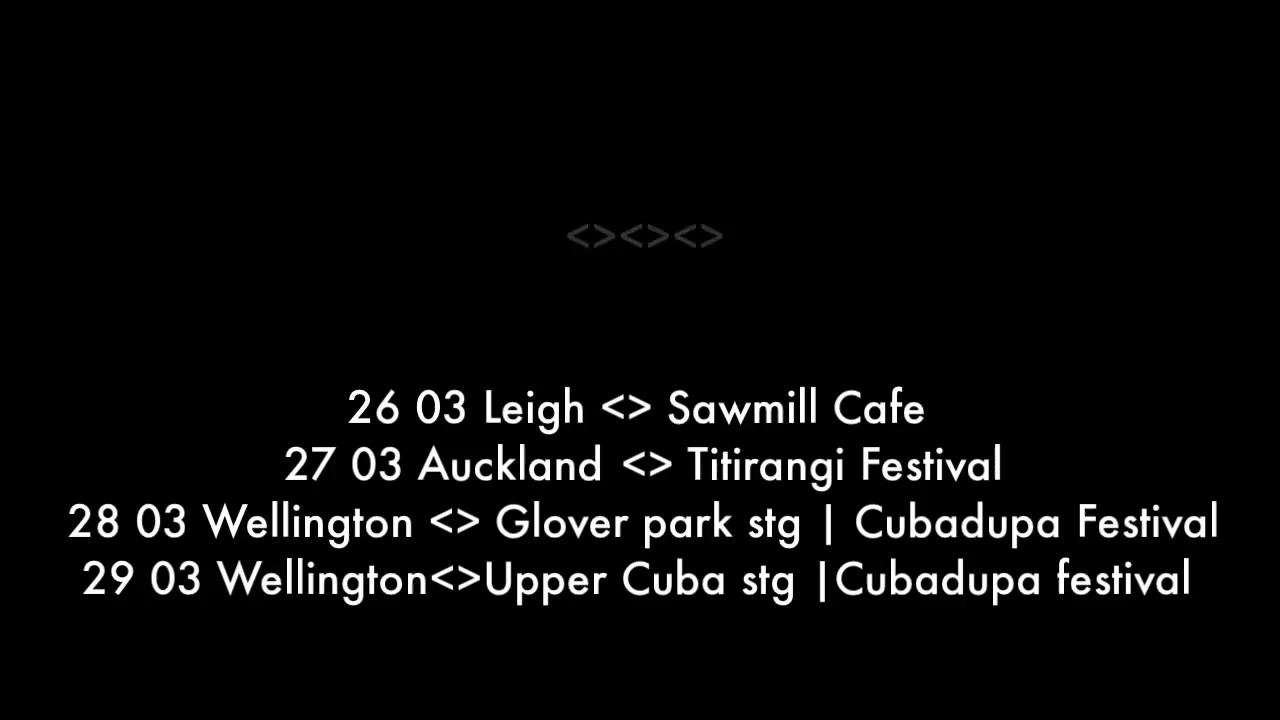 <><><>
26 03 Leigh <> Sawmill Cafe
27 03 Auckland <> Titirangi Festival
28 03 Wellington <> Glover park stg | Cubadupa Festival
29 03 Wellington<>Upper Cuba stg |Cubadupa festival